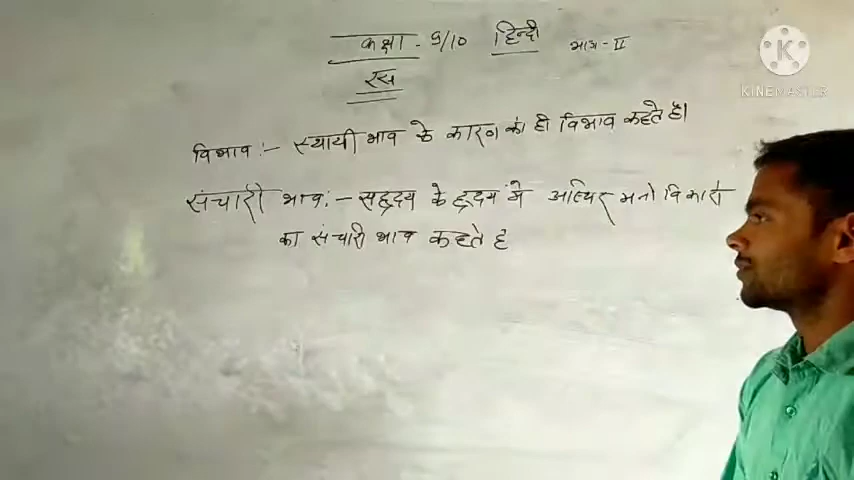 कक्षा - 9/10 हिन्दी भाग - II
K
KINEMASTER
रस
विभाव :- स्थायी भाव के कारण को ही विभाव कहते है।
संचारी भाव :- सहृदय के हृदय में अस्थिर मनो विकारो
को संचारी भाव कहते है